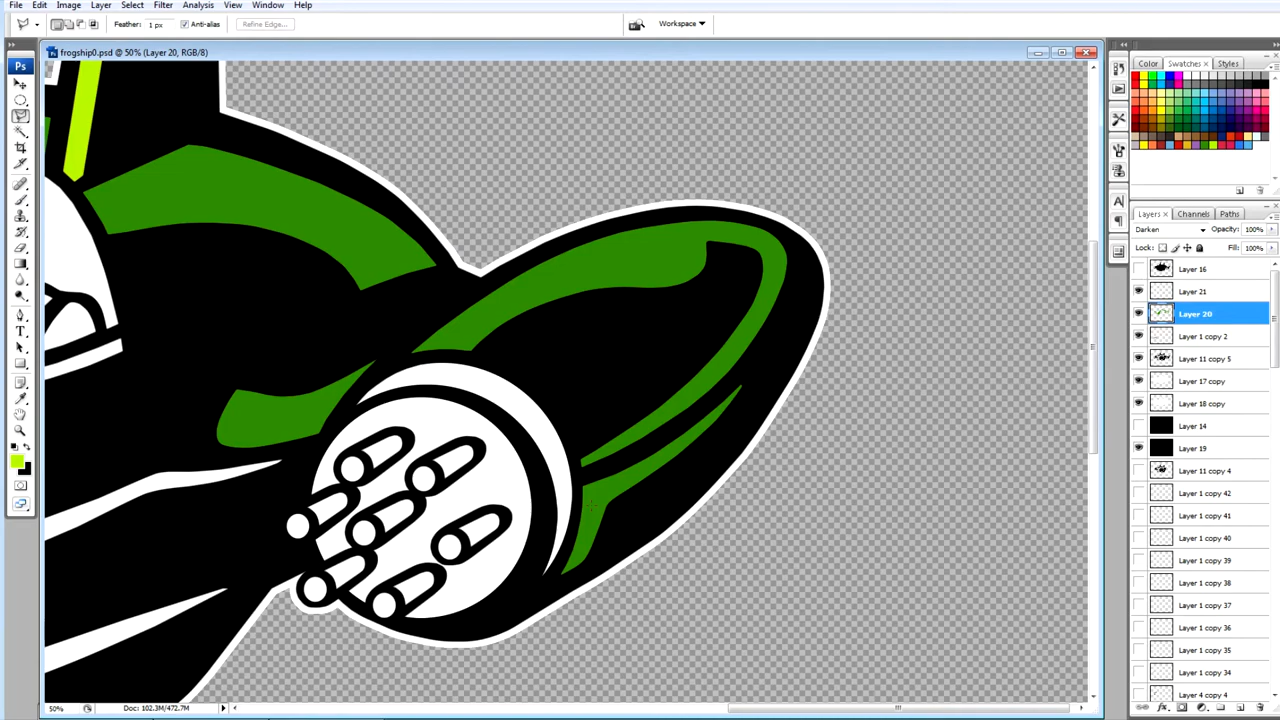 File Edit Image Layer Select Filter Analysis View Window Help
Feather: 1 px Anti-alias Refine Edge... Workspace
frogship0.psd @ 50% (Layer 20, RGB/8)
Ps
Color Swatches Styles
Layers Channels Paths
Darken Opacity: 100%
Lock: Fill: 100%
Layer 16
Layer 21
Layer 20
Layer 1 copy 2
Layer 11 copy 5
Layer 17 copy
Layer 18 copy
Layer 14
Layer 19
Layer 11 copy 4
Layer 1 copy 42
Layer 1 copy 41
Layer 1 copy 40
Layer 1 copy 39
Layer 1 copy 38
Layer 1 copy 37
Layer 1 copy 36
Layer 1 copy 35
Layer 1 copy 34
Layer 4 copy 4
50% Doc: 102.3M/472.7M